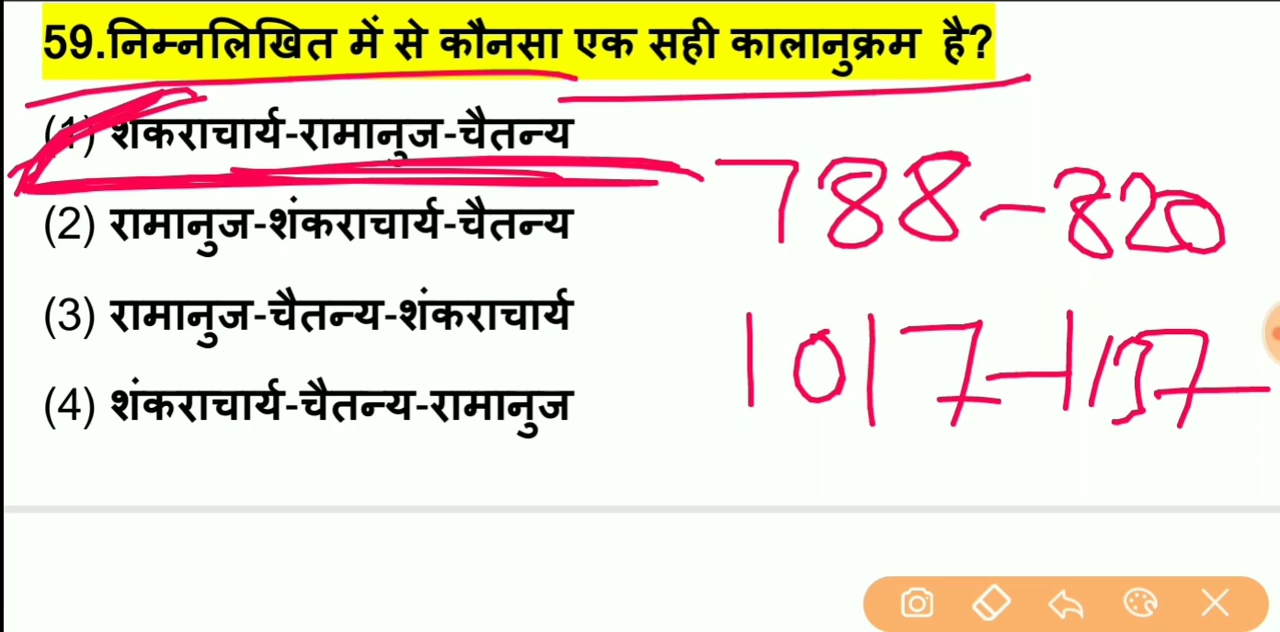 59.निम्नलिखित में से कौनसा एक सही कालानुक्रम है?
(1) शंकराचार्य-रामानुज-चैतन्य
788-820
(2) रामानुज-शंकराचार्य-चैतन्य
(3) रामानुज-चैतन्य-शंकराचार्य
1017-1137
(4) शंकराचार्य-चैतन्य-रामानुज